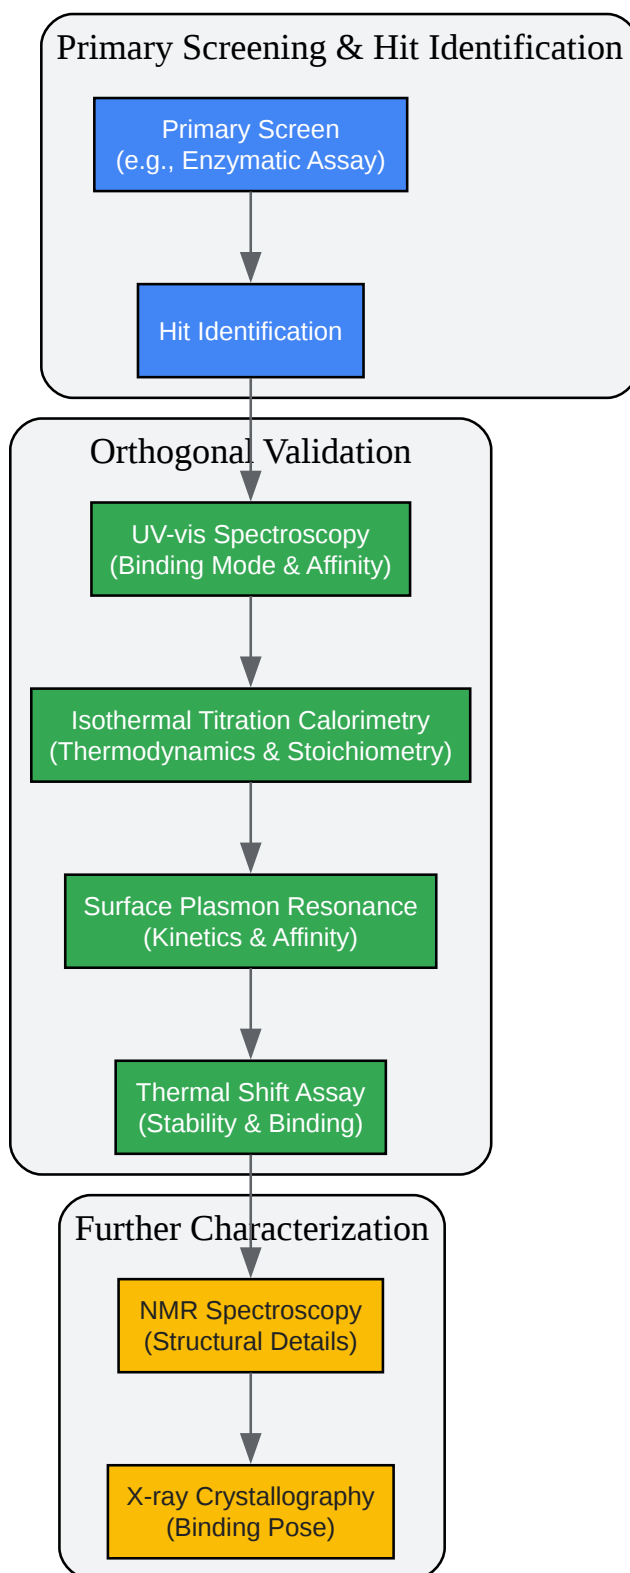 Primary Screening & Hit Identification
Primary Screen
(e.g., Enzymatic Assay)
Hit Identification
Orthogonal Validation
UV-vis Spectroscopy
(Binding Mode & Affinity)
Isothermal Titration Calorimetry
(Thermodynamics & Stoichiometry)
Surface Plasmon Resonance
(Kinetics & Affinity)
Thermal Shift Assay
(Stability & Binding)
Further Characterization
NMR Spectroscopy
(Structural Details)
X-ray Crystallography
(Binding Pose)